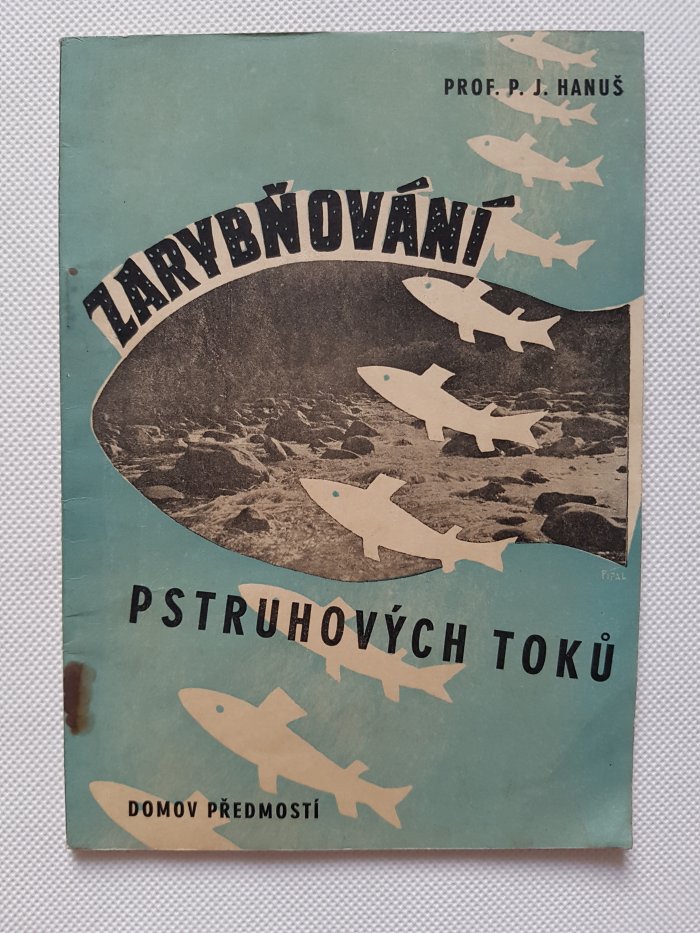 PROF. P. J. HANUŠ
ZARYBŇOVÁNÍ
PSTRUHOVÝCH TOKŮ
DOMOV PŘEDMOSTÍ